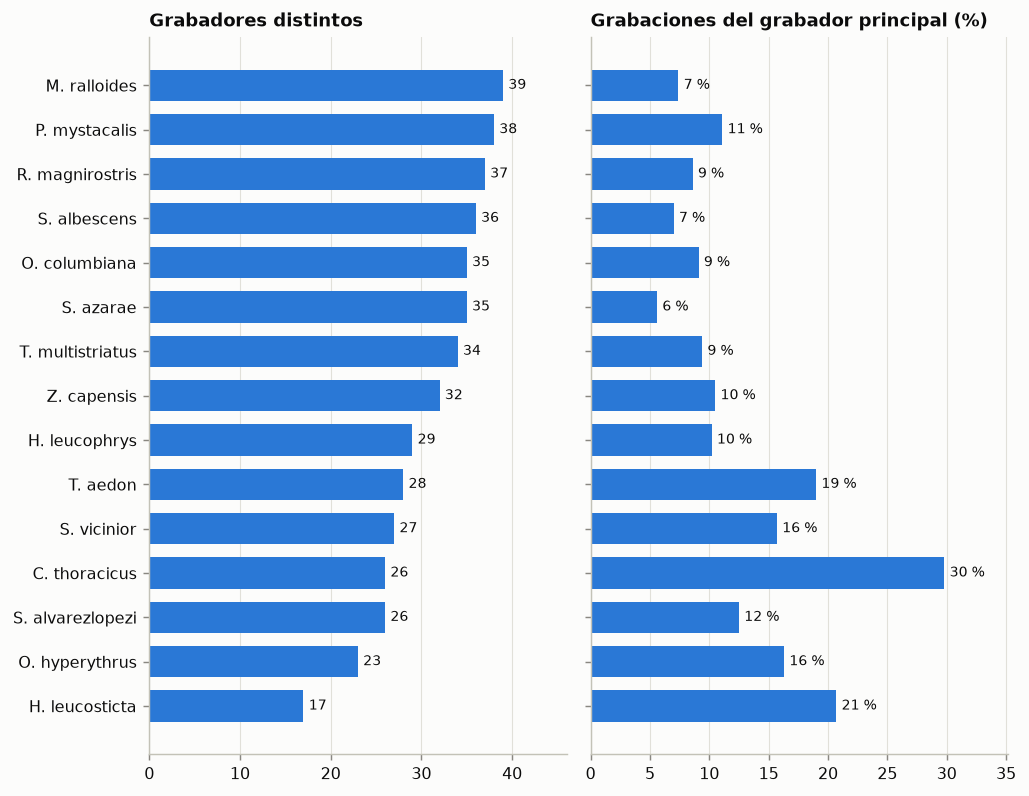 Grabadores distintos
Grabaciones del grabador principal (%)
M. ralloides 39 7 %
P. mystacalis 38 11 %
R. magnirostris 37 9 %
S. albescens 36 7 %
O. columbiana 35 9 %
S. azarae 35 6 %
T. multistriatus 34 9 %
Z. capensis 32 10 %
H. leucophrys 29 10 %
T. aedon 28 19 %
S. vicinior 27 16 %
C. thoracicus 26 30 %
S. alvarezlopezi 26 12 %
O. hyperythrus 23 16 %
H. leucosticta 17 21 %
0 10 20 30 40
0 5 10 15 20 25 30 35